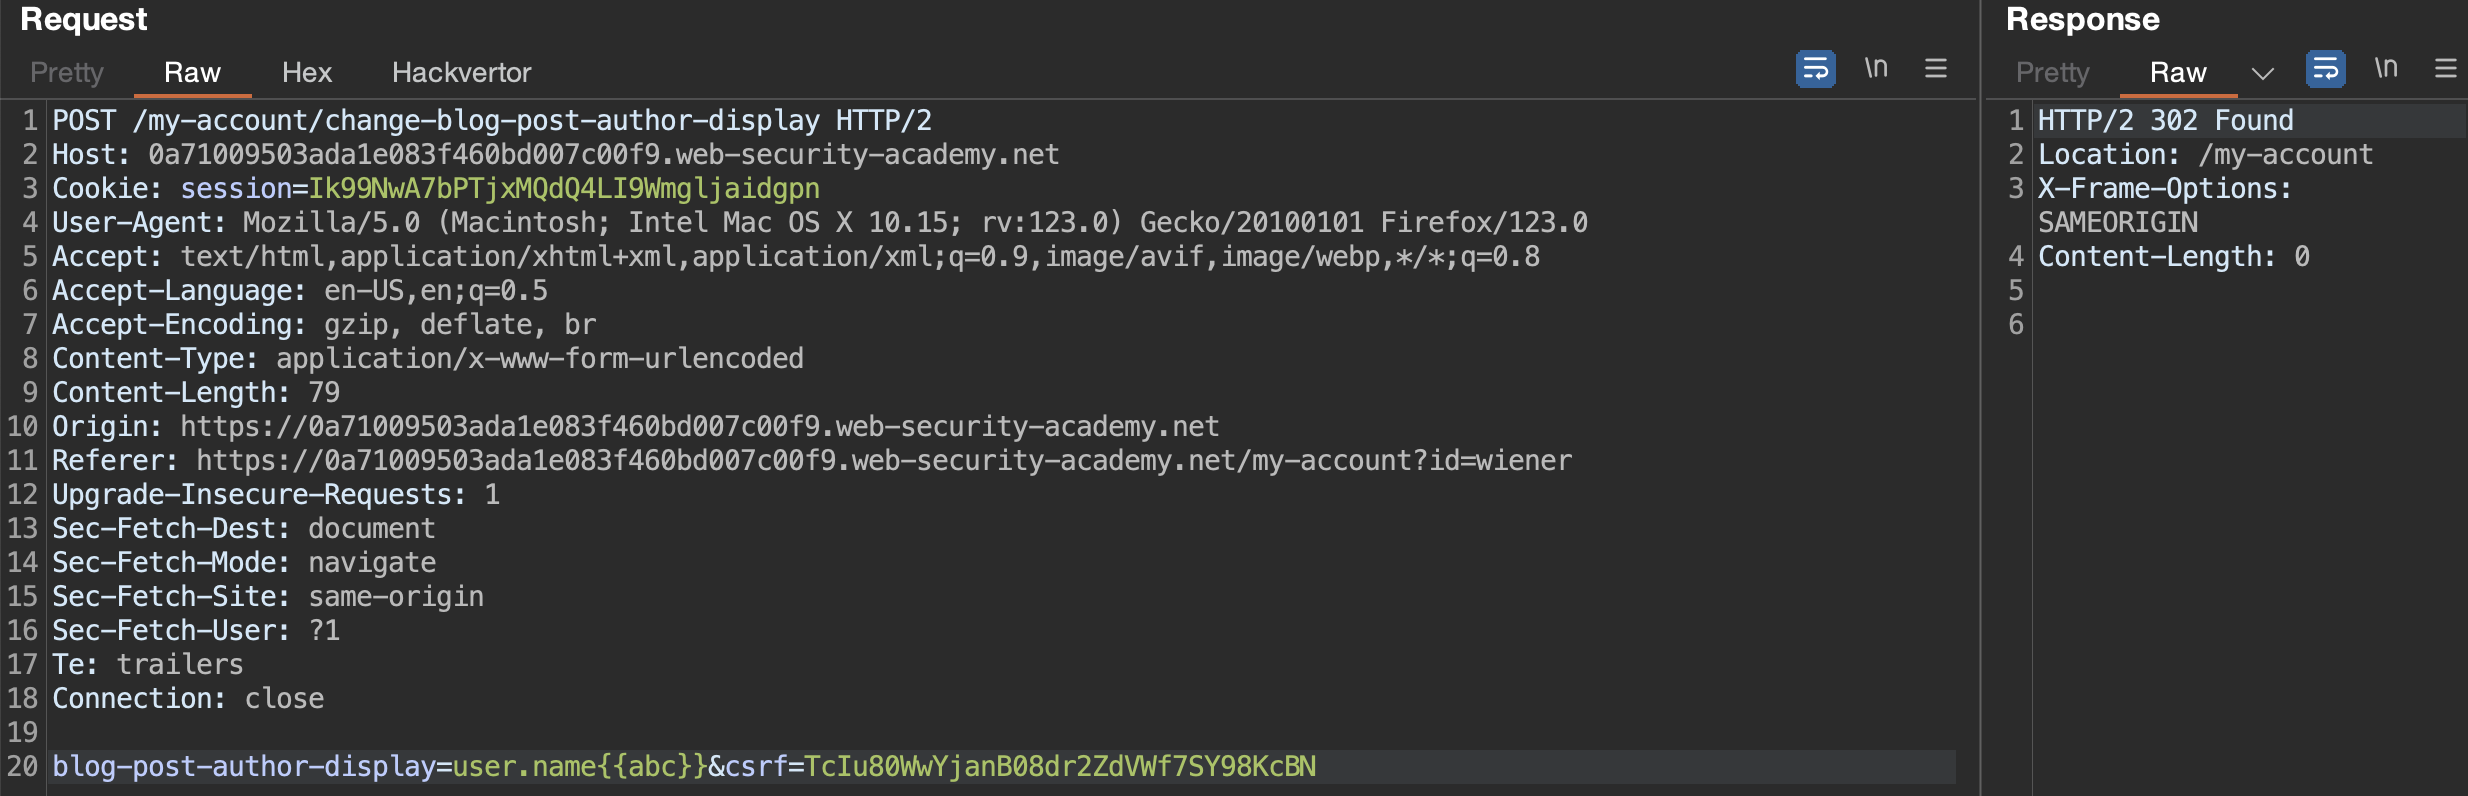 Request
Pretty Raw Hex Hackvertor \n
1 POST /my-account/change-blog-post-author-display HTTP/2
2 Host: 0a71009503ada1e083f460bd007c00f9.web-security-academy.net
3 Cookie: session=Ik99NwA7bPTjxMQdQ4LI9Wmgljaidgpn
4 User-Agent: Mozilla/5.0 (Macintosh; Intel Mac OS X 10.15; rv:123.0) Gecko/20100101 Firefox/123.0
5 Accept: text/html,application/xhtml+xml,application/xml;q=0.9,image/avif,image/webp,*/*;q=0.8
6 Accept-Language: en-US,en;q=0.5
7 Accept-Encoding: gzip, deflate, br
8 Content-Type: application/x-www-form-urlencoded
9 Content-Length: 79
10 Origin: https://0a71009503ada1e083f460bd007c00f9.web-security-academy.net
11 Referer: https://0a71009503ada1e083f460bd007c00f9.web-security-academy.net/my-account?id=wiener
12 Upgrade-Insecure-Requests: 1
13 Sec-Fetch-Dest: document
14 Sec-Fetch-Mode: navigate
15 Sec-Fetch-Site: same-origin
16 Sec-Fetch-User: ?1
17 Te: trailers
18 Connection: close
19
20 blog-post-author-display=user.name{{abc}}&csrf=TcIu80WwYjanB08dr2ZdVWf7SY98KcBN
Response
Pretty Raw \n
1 HTTP/2 302 Found
2 Location: /my-account
3 X-Frame-Options:
SAMEORIGIN
4 Content-Length: 0
5
6